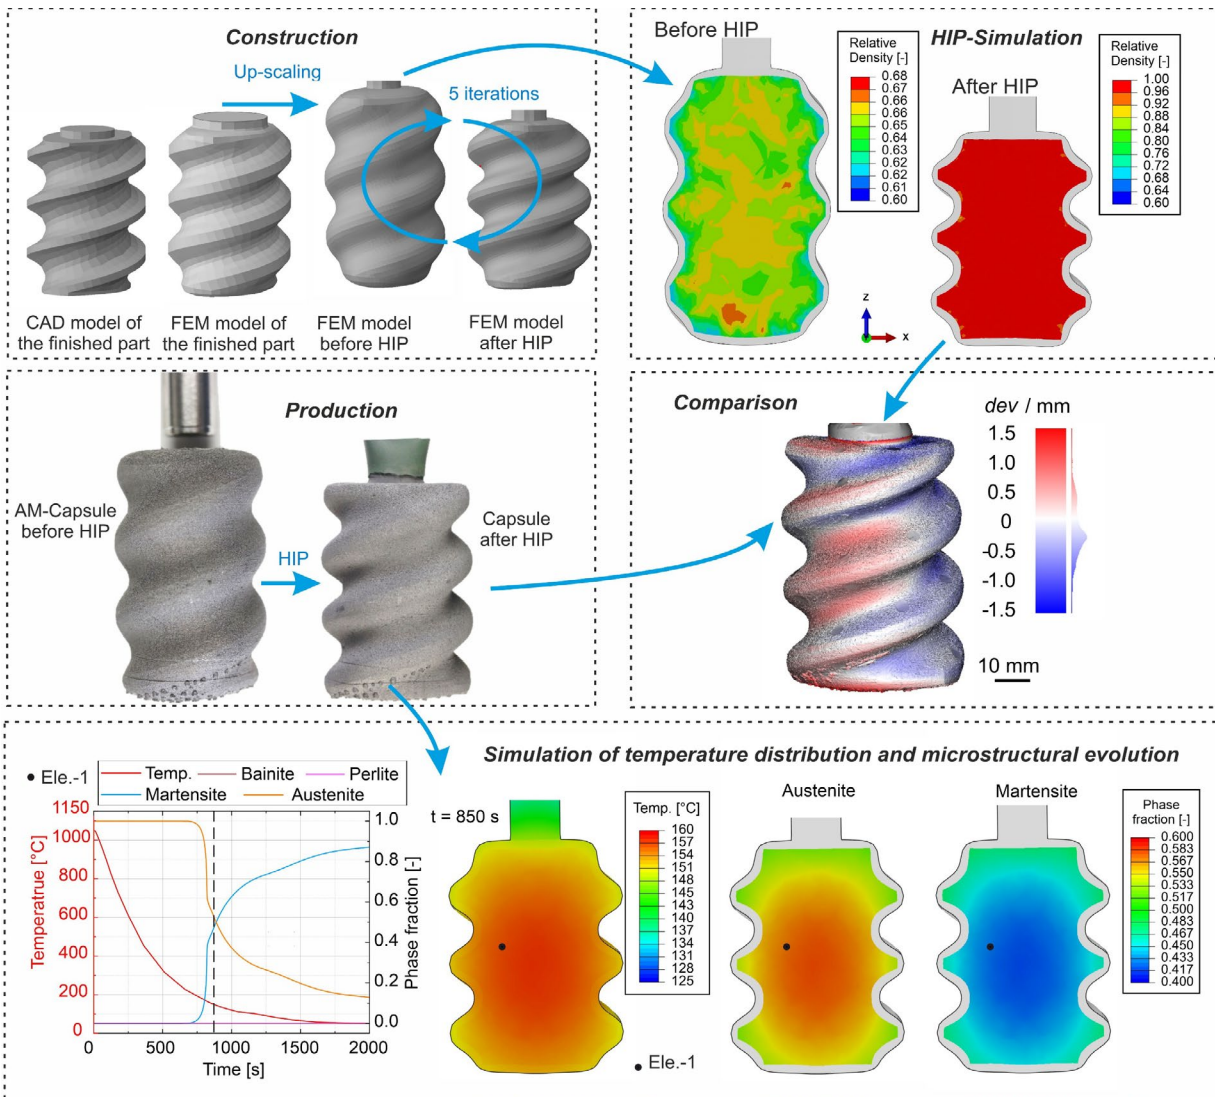 Construction
Up-scaling
5 iterations
CAD model of
the finished part
FEM model of
the finished part
FEM model
before HIP
FEM model
after HIP
Before HIP
HIP-Simulation
Relative
Density [-]
0.68
0.67
0.66
0.66
0.65
0.64
0.64
0.63
0.62
0.62
0.61
0.60
After HIP
Relative
Density [-]
1.00
0.96
0.92
0.88
0.84
0.80
0.76
0.72
0.68
0.64
0.60
z
x
Production
AM-Capsule
before HIP
HIP
Capsule
after HIP
Comparison
dev / mm
1.5
1.0
0.5
0
-0.5
-1.0
-1.5
10 mm
Simulation of temperature distribution and microstructural evolution
Ele.-1
Temp.
Bainite
Perlite
Martensite
Austenite
1150
1000
800
600
400
200
0
Temperatrue [°C]
1.0
0.8
0.6
0.4
0.2
0.0
Phase fraction [-]
0
500
1000
1500
2000
Time [s]
t = 850 s
Temp. [°C]
160
157
154
151
148
145
143
140
137
134
131
128
125
Ele.-1
Austenite
Martensite
Phase
fraction [-]
0.600
0.583
0.567
0.550
0.533
0.517
0.500
0.483
0.467
0.450
0.433
0.417
0.400